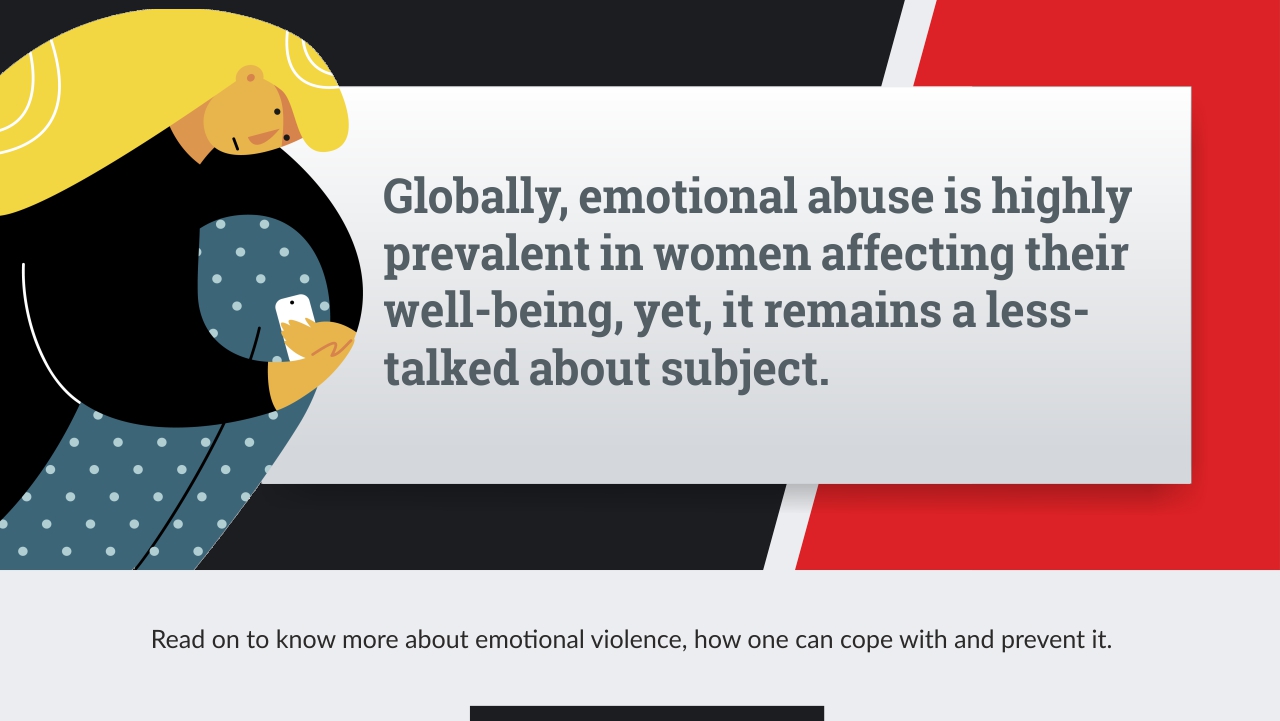 Globally, emotional abuse is highly
prevalent in women affecting their
well-being, yet, it remains a less-
talked about subject.
Read on to know more about emotional violence, how one can cope with and prevent it.